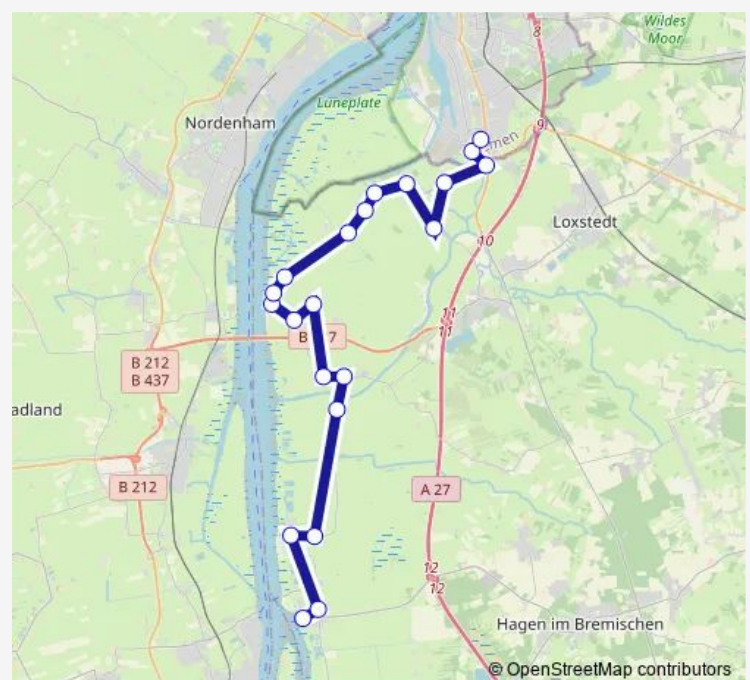 8
Wildes
Moor
Luneplate
Nordenham
9
men
Loxstedt
10
11
11
B 7
B 212
B 437
adland
B 212
A 27
12
12
Hagen im Bremischen
© OpenStreetMap contributors